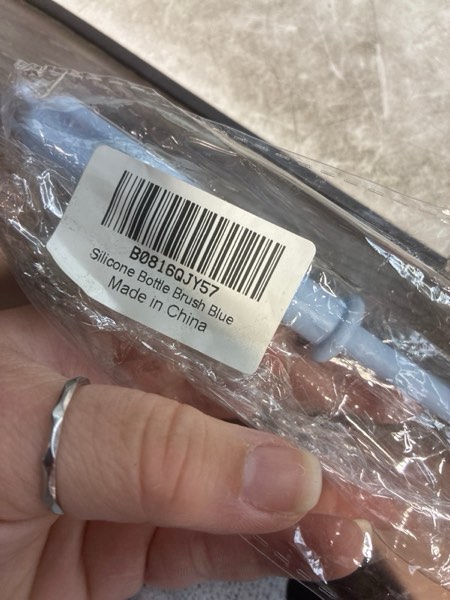 B0816QJY57
Silicone Bottle Brush Blue
Made in China